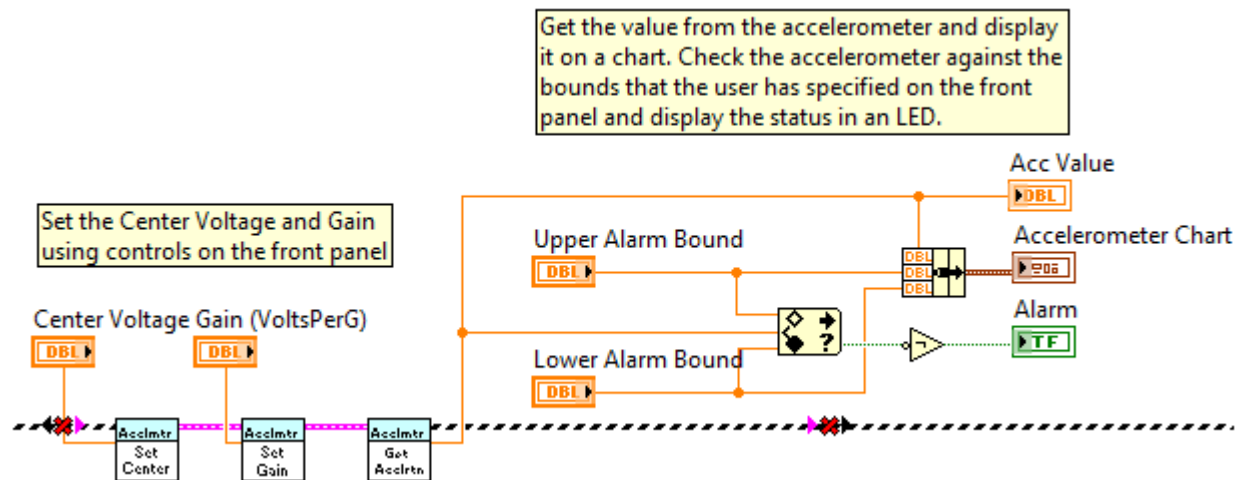 Get the value from the accelerometer and display
it on a chart. Check the accelerometer against the
bounds that the user has specified on the front
panel and display the status in an LED.
Set the Center Voltage and Gain
using controls on the front panel
Center Voltage
Gain (VoltsPerG)
DBL
DBL
Upper Alarm Bound
DBL
Lower Alarm Bound
DBL
?
DBL
DBL
DBL
Acc Value
DBL
Accelerometer Chart
Alarm
TF
Acclmtr
Set
Center
Acclmtr
Set
Gain
Acclmtr
Get
Acclrtn